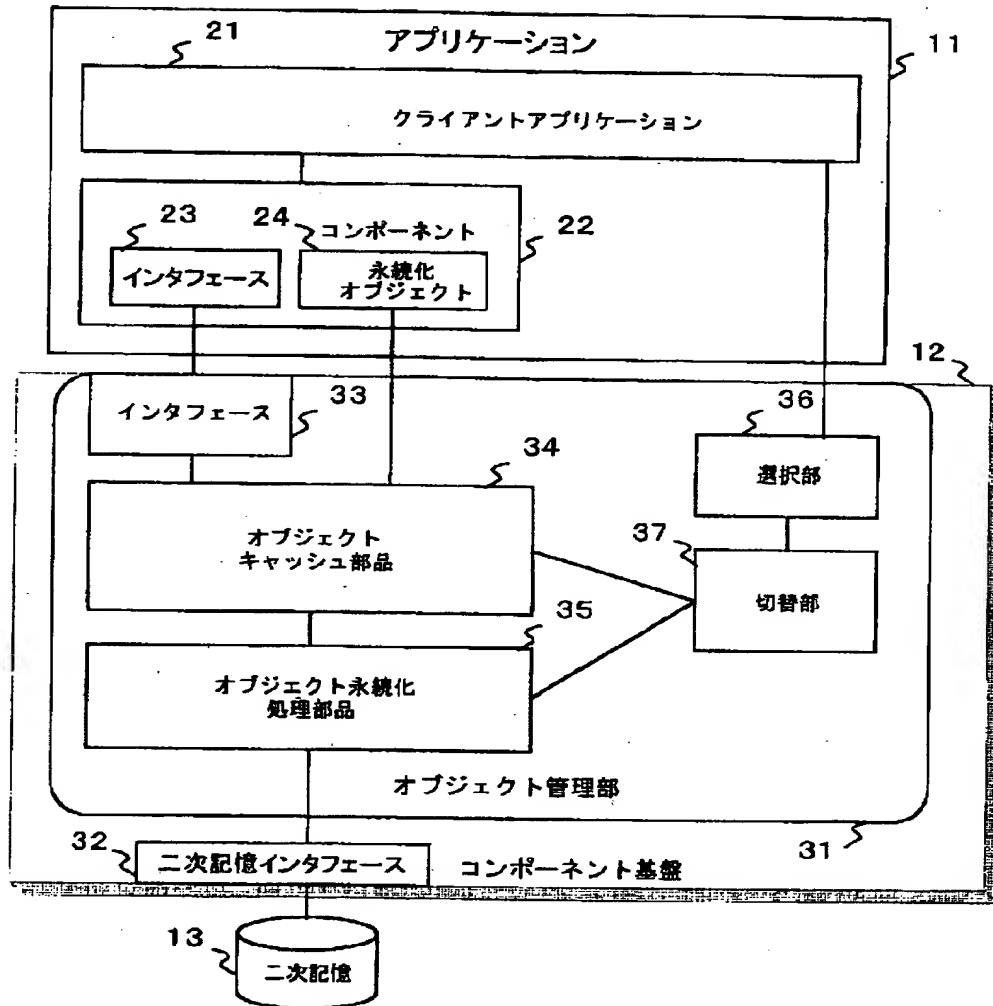 21
アプリケーション
11
クライアントアプリケーション
23
24
コンポーネント
22
インタフェース
永続化
オブジェクト
12
インタフェース
33
36
34
選択部
オブジェクト
キャッシュ部品
37
切替部
35
オブジェクト永続化
処理部品
オブジェクト管理部
32
31
二次記憶インタフェース
コンポーネント基盤
13
二次記憶